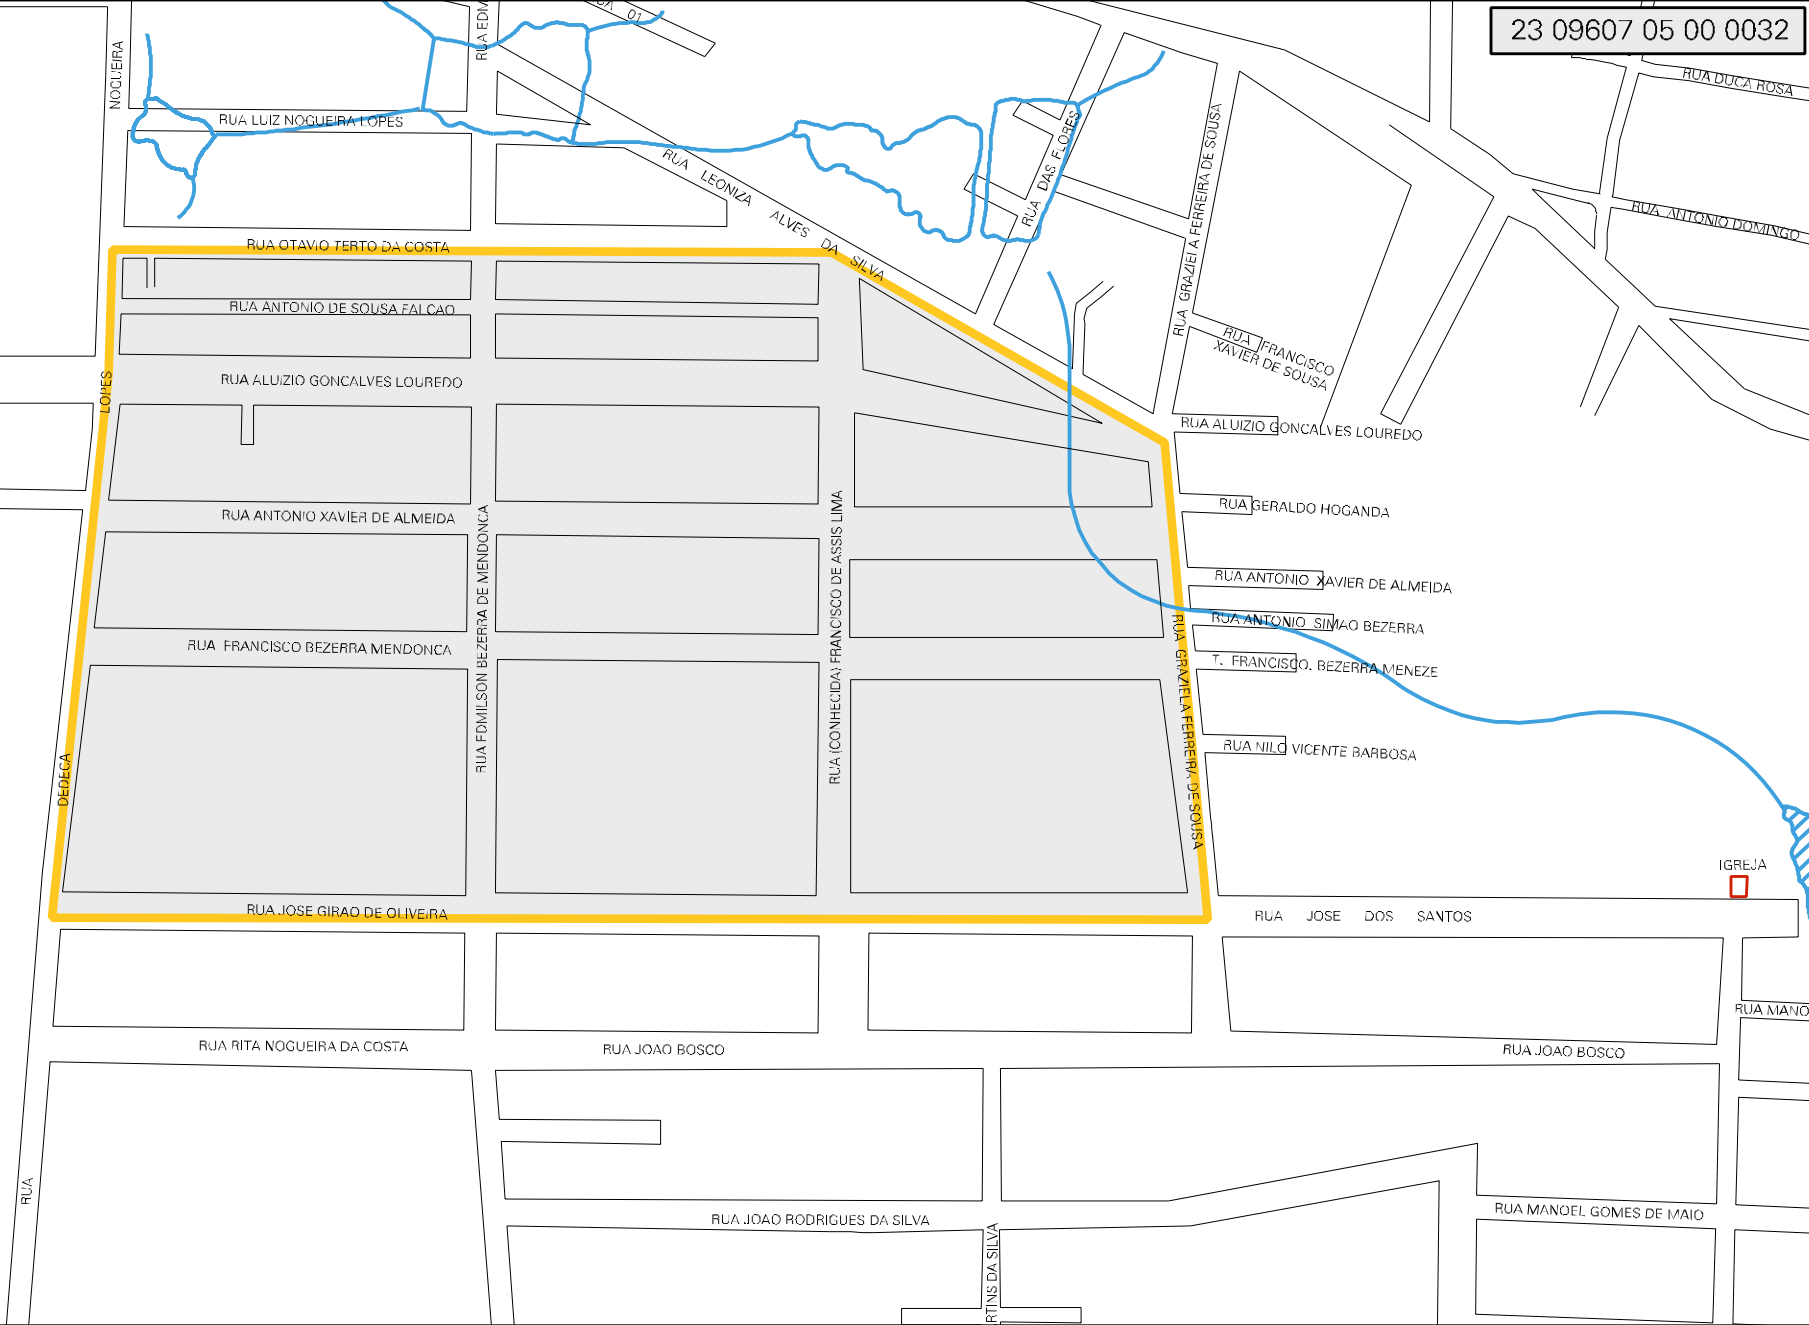 23 09607 05 00 0032
RUA 01
RUA EDM
NOGUEIRA
RUA DUCA ROSA
RUA LUIZ NOGUEIRA LOPES
RUA LEONIZA ALVES DA SILVA
RUA DAS FLORES
RUA GRAZIELA FERREIRA DE SOUSA
RUA ANTONIO DOMINGO
RUA OTAVIO TERTO DA COSTA
RUA ANTONIO DE SOUSA FALCAO
RUA FRANCISCO
XAVIER DE SOUSA
LOPES
RUA ALUIZIO GONCALVES LOUREDO
RUA ALUIZIO GONCALVES LOUREDO
RUA GERALDO HOGANDA
RUA ANTONIO XAVIER DE ALMEIDA
RUA EDMILSON BEZERRA DE MENDONCA
RUA (CONHECIDA) FRANCISCO DE ASSIS LIMA
RUA ANTONIO XAVIER DE ALMEIDA
RUA ANTONIO SIMAO BEZERRA
RUA FRANCISCO BEZERRA MENDONCA
T. FRANCISCO. BEZERRA MENEZE
RUA GRAZIELA FERREIRA DE SOUSA
RUA NILO VICENTE BARBOSA
DEDECA
IGREJA
RUA JOSE GIRAO DE OLIVEIRA
RUA JOSE DOS SANTOS
RUA MANO
RUA RITA NOGUEIRA DA COSTA
RUA JOAO BOSCO
RUA JOAO BOSCO
RUA
RUA JOAO RODRIGUES DA SILVA
RUA MANOEL GOMES DE MAIO
RTINS DA SILVA